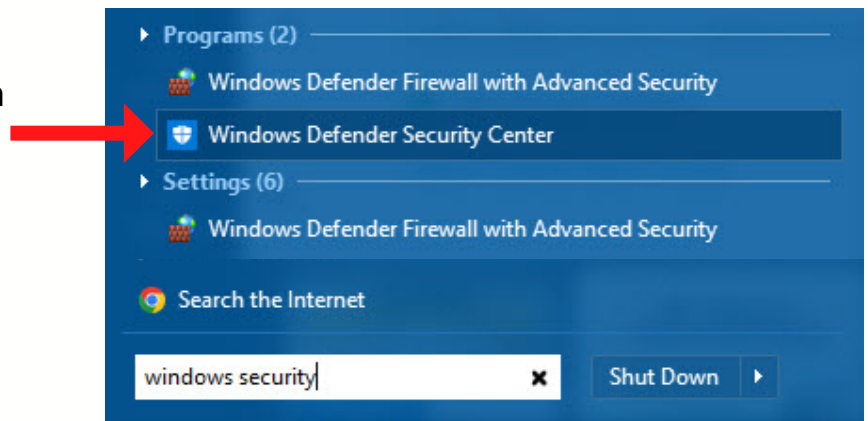 Programs (2)
Windows Defender Firewall with Advanced Security
Windows Defender Security Center
Settings (6)
Windows Defender Firewall with Advanced Security
Search the Internet
windows security
Shut Down